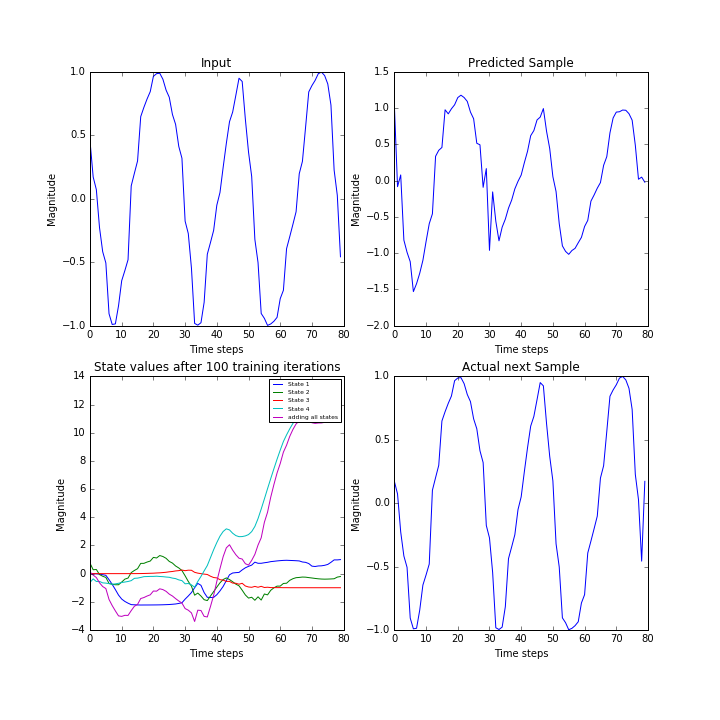 Input
1.0
0.5
0.0
−0.5
−1.0
Magnitude
0 10 20 30 40 50 60 70 80
Time steps
Predicted Sample
1.5
1.0
0.5
0.0
−0.5
−1.0
−1.5
−2.0
Magnitude
0 10 20 30 40 50 60 70 80
Time steps
State values after 100 training iterations
14
12
10
8
6
4
2
0
−2
−4
Magnitude
State 1
State 2
State 3
State 4
adding all states
0 10 20 30 40 50 60 70 80
Time steps
Actual next Sample
1.0
0.5
0.0
−0.5
−1.0
Magnitude
0 10 20 30 40 50 60 70 80
Time steps